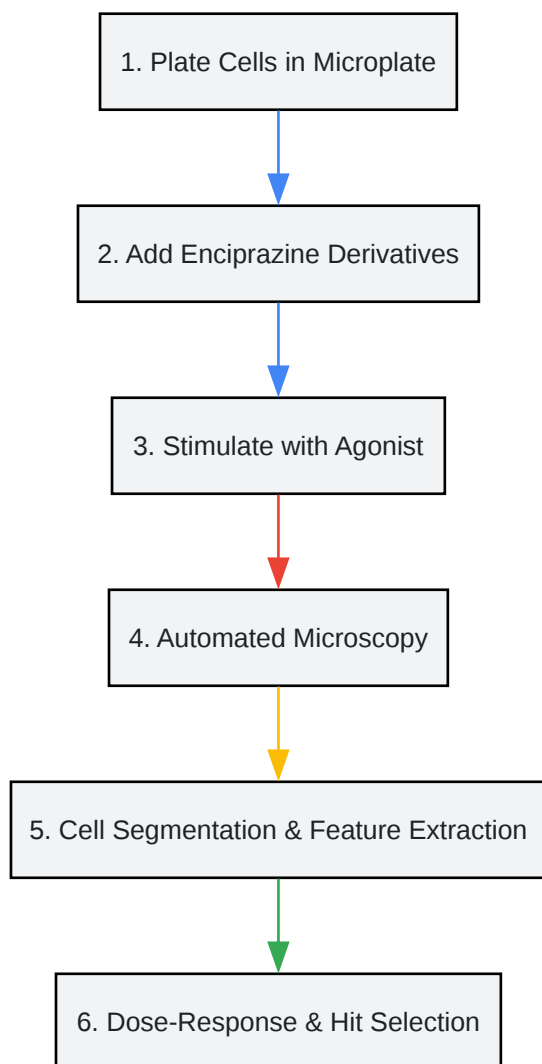 1. Plate Cells in Microplate
2. Add Enciprazine Derivatives
3. Stimulate with Agonist
4. Automated Microscopy
5. Cell Segmentation & Feature Extraction
6. Dose-Response & Hit Selection